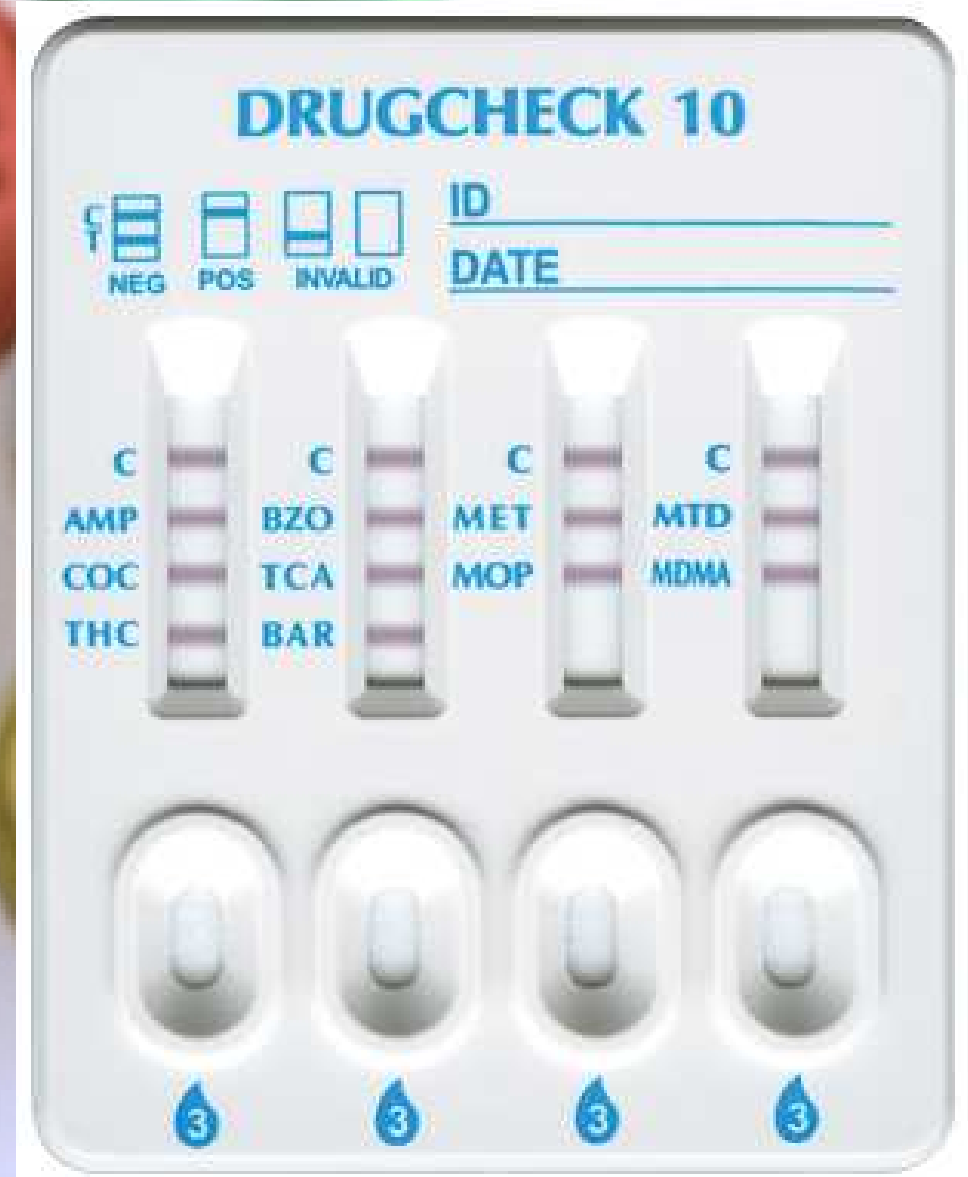 DRUGCHECK 10
C
T
NEG POS INVALID
ID
DATE
C C C C
AMP BZO MET MTD
COC TCA MOP MDMA
THC BAR
3 3 3 3